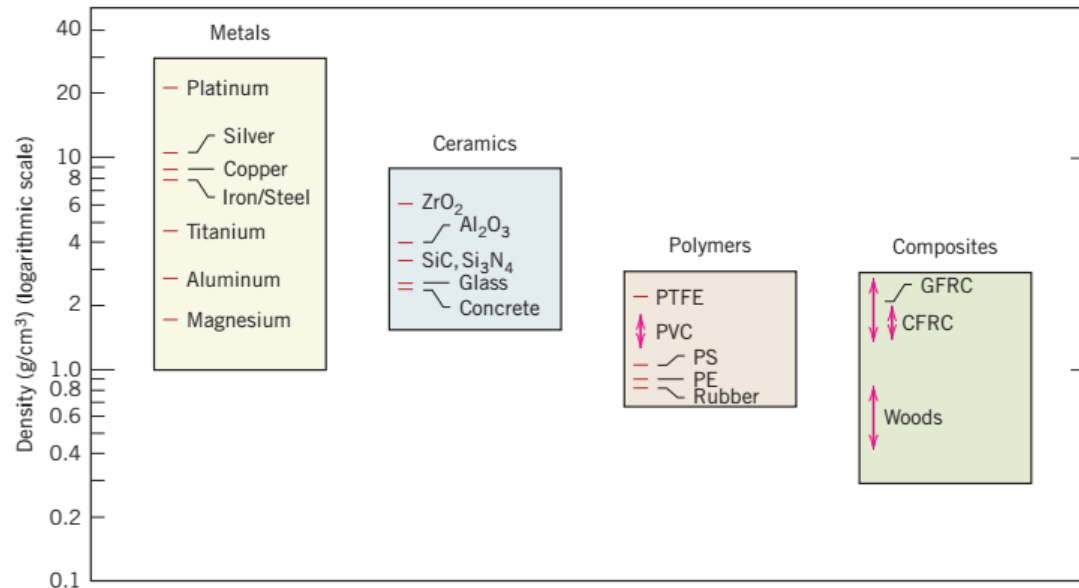 Density (g/cm³) (logarithmic scale)
40
20
10
8
6
4
2
1.0
0.8
0.6
0.4
0.2
0.1
Metals
Platinum
Silver
Copper
Iron/Steel
Titanium
Aluminum
Magnesium
Ceramics
ZrO₂
Al₂O₃
SiC, Si₃N₄
Glass
Concrete
Polymers
PTFE
PVC
PS
PE
Rubber
Composites
GFRC
CFRC
Woods